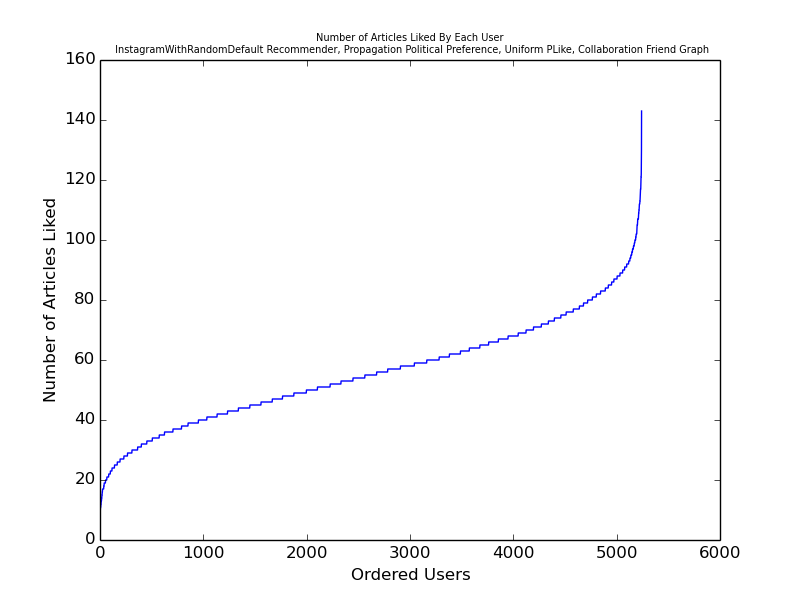 Number of Articles Liked By Each User
InstagramWithRandomDefault Recommender, Propagation Political Preference, Uniform PLike, Collaboration Friend Graph
160
140
120
100
80
60
40
20
0
Number of Articles Liked
0 1000 2000 3000 4000 5000 6000
Ordered Users